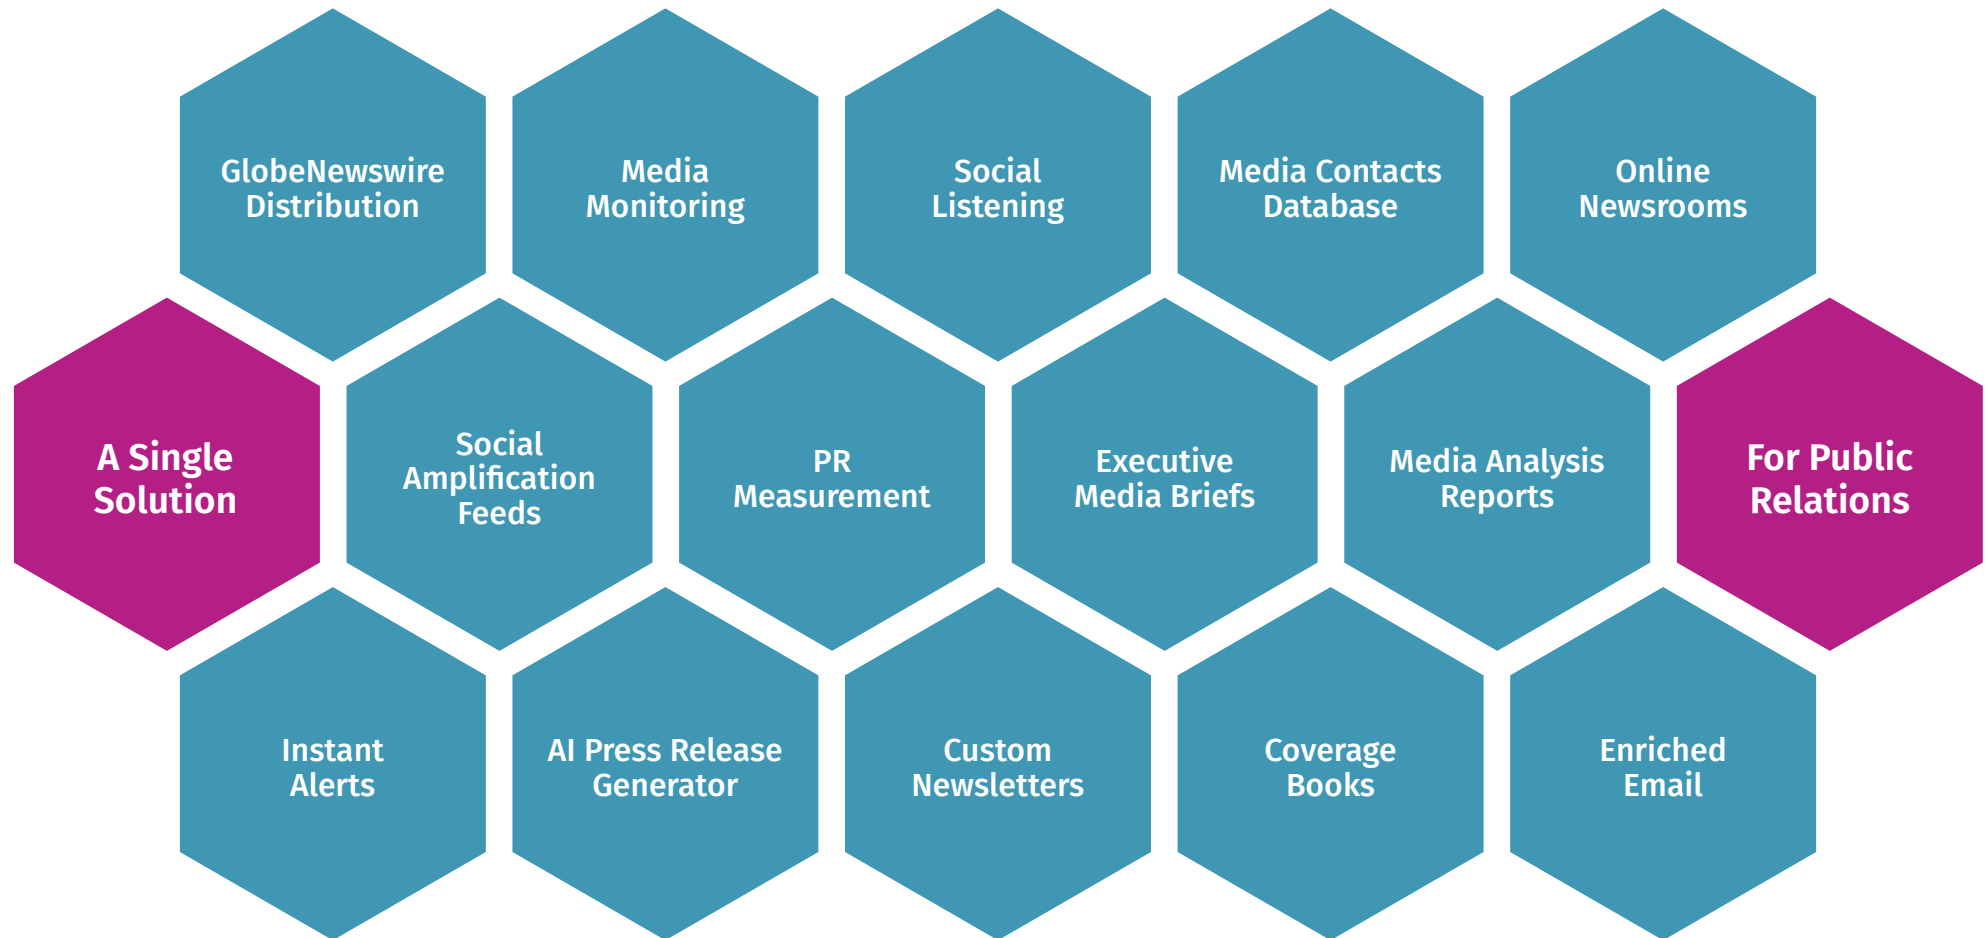 GlobeNewswire
Distribution
Media
Monitoring
Social
Listening
Media Contacts
Database
Online
Newsrooms
A Single
Solution
Social
Amplification
Feeds
PR
Measurement
Executive
Media Briefs
Media Analysis
Reports
For Public
Relations
Instant
Alerts
AI Press Release
Generator
Custom
Newsletters
Coverage
Books
Enriched
Email